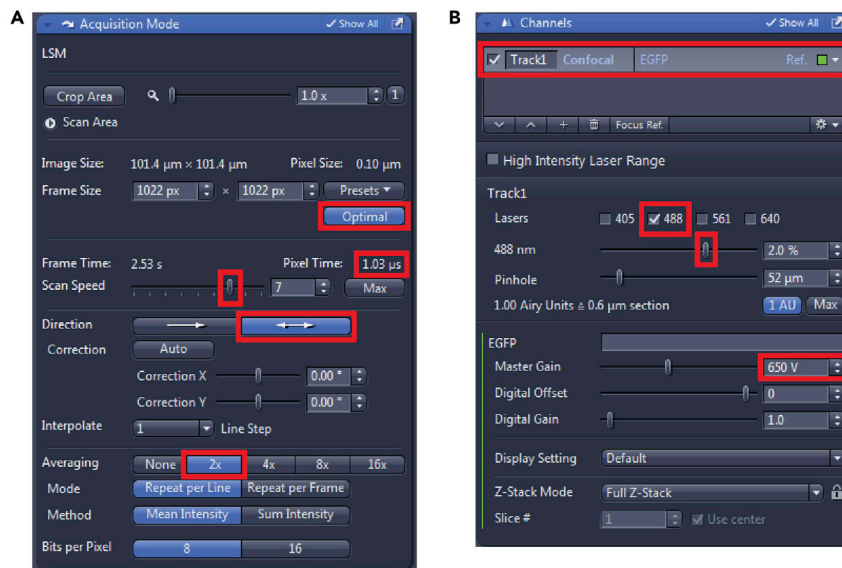 A
Acquisition Mode
Show All
LSM
Crop Area 1.0 x 1
Scan Area
Image Size: 101.4 µm × 101.4 µm Pixel Size: 0.10 µm
Frame Size 1022 px × 1022 px Presets
Optimal
Frame Time: 2.53 s Pixel Time: 1.03 µs
Scan Speed 7 Max
Direction
Correction Auto
Correction X 0.00 °
Correction Y 0.00 °
Interpolate 1 Line Step
Averaging None 2x 4x 8x 16x
Mode Repeat per Line Repeat per Frame
Method Mean Intensity Sum Intensity
Bits per Pixel 8 16
B
Channels
Show All
Track1 Confocal EGFP Ref.
Focus Ref.
High Intensity Laser Range
Track1
Lasers 405 488 561 640
488 nm 2.0 %
Pinhole 52 µm
1.00 Airy Units ≙ 0.6 µm section 1 AU Max
EGFP
Master Gain 650 V
Digital Offset 0
Digital Gain 1.0
Display Setting Default
Z-Stack Mode Full Z-Stack
Slice # 1 Use center